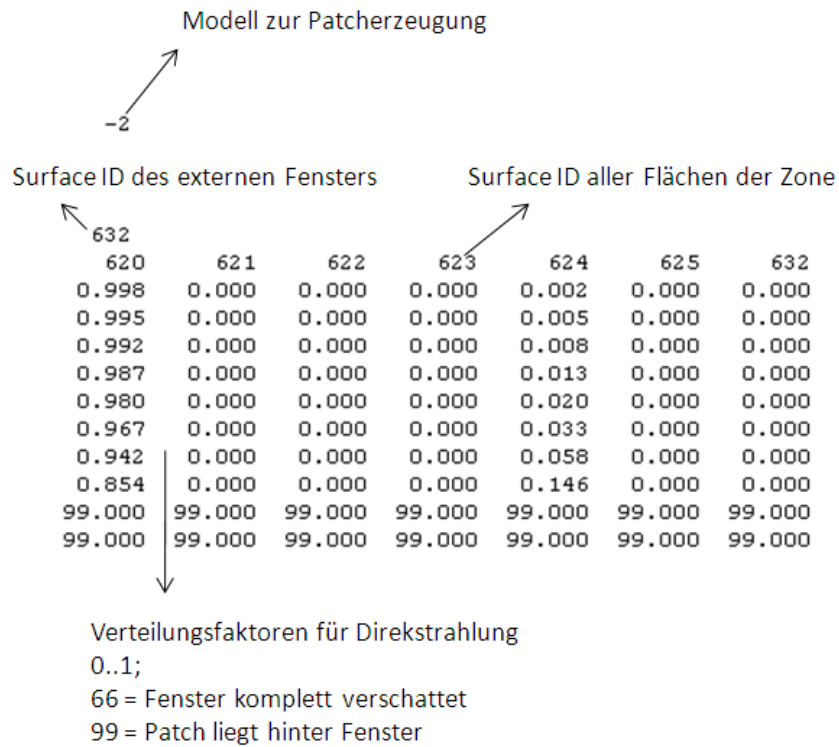 Modell zur Patcherzeugung
-2
Surface ID des externen Fensters Surface ID aller Flächen der Zone
632
620 621 622 623 624 625 632
0.998 0.000 0.000 0.000 0.002 0.000 0.000
0.995 0.000 0.000 0.000 0.005 0.000 0.000
0.992 0.000 0.000 0.000 0.008 0.000 0.000
0.987 0.000 0.000 0.000 0.013 0.000 0.000
0.980 0.000 0.000 0.000 0.020 0.000 0.000
0.967 0.000 0.000 0.000 0.033 0.000 0.000
0.942 0.000 0.000 0.000 0.058 0.000 0.000
0.854 0.000 0.000 0.000 0.146 0.000 0.000
99.000 99.000 99.000 99.000 99.000 99.000 99.000
99.000 99.000 99.000 99.000 99.000 99.000 99.000
Verteilungsfaktoren für Direkstrahlung
0..1;
66 = Fenster komplett verschattet
99 = Patch liegt hinter Fenster